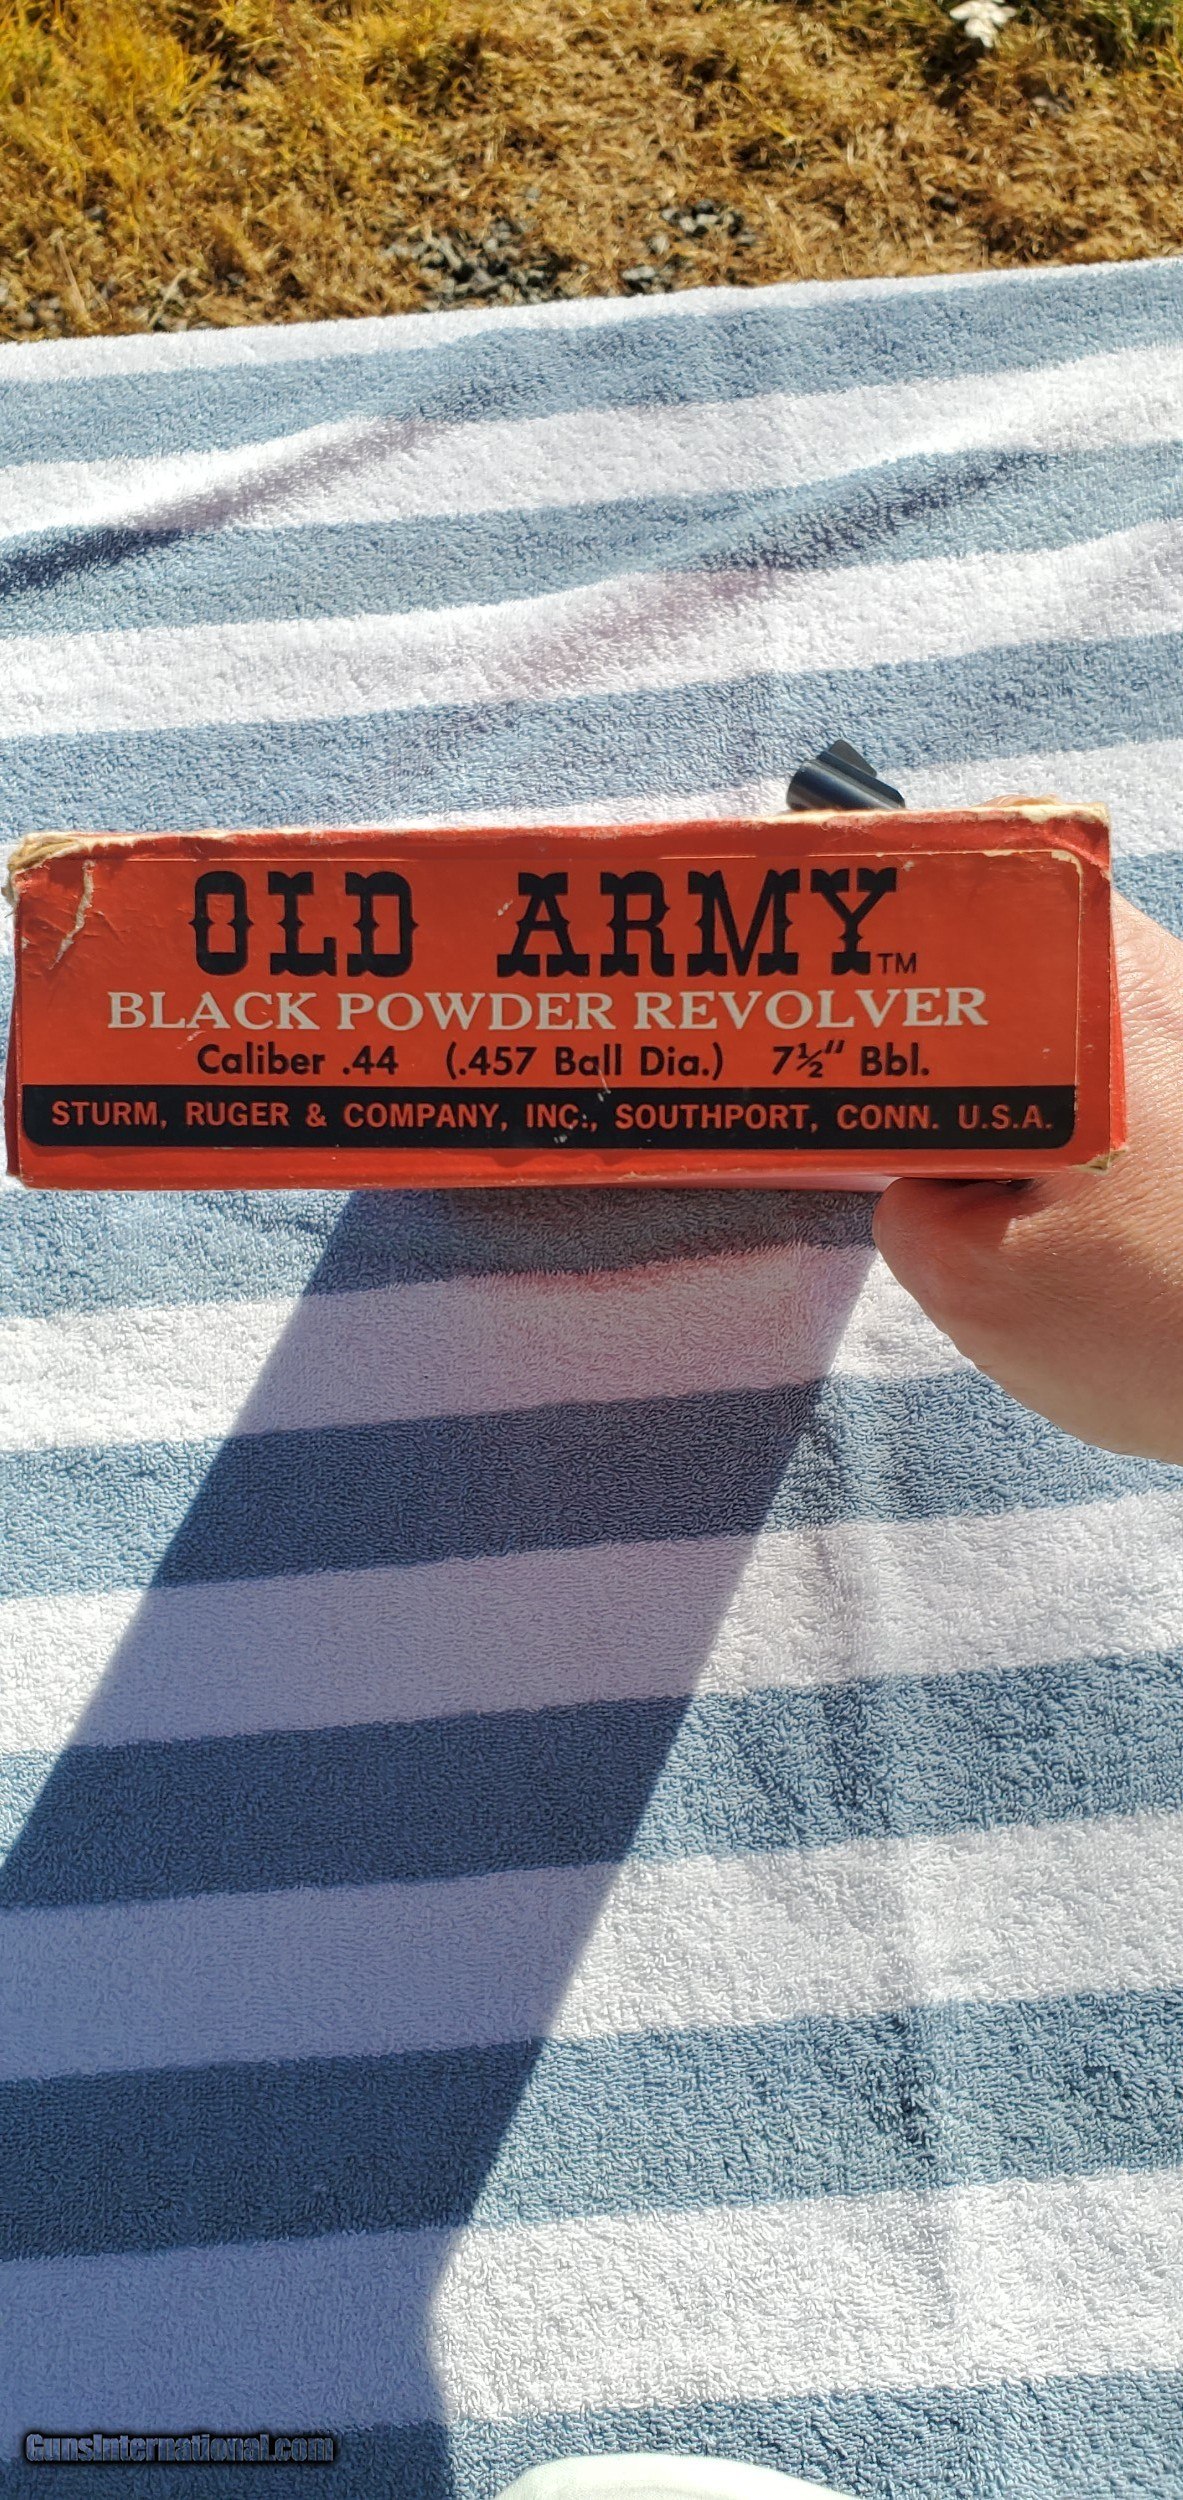 OLD ARMY™
BLACK POWDER REVOLVER
Caliber .44 (.457 Ball Dia.) 7½" Bbl.
STURM, RUGER & COMPANY, INC., SOUTHPORT, CONN. U.S.A.
GunsInternational.com